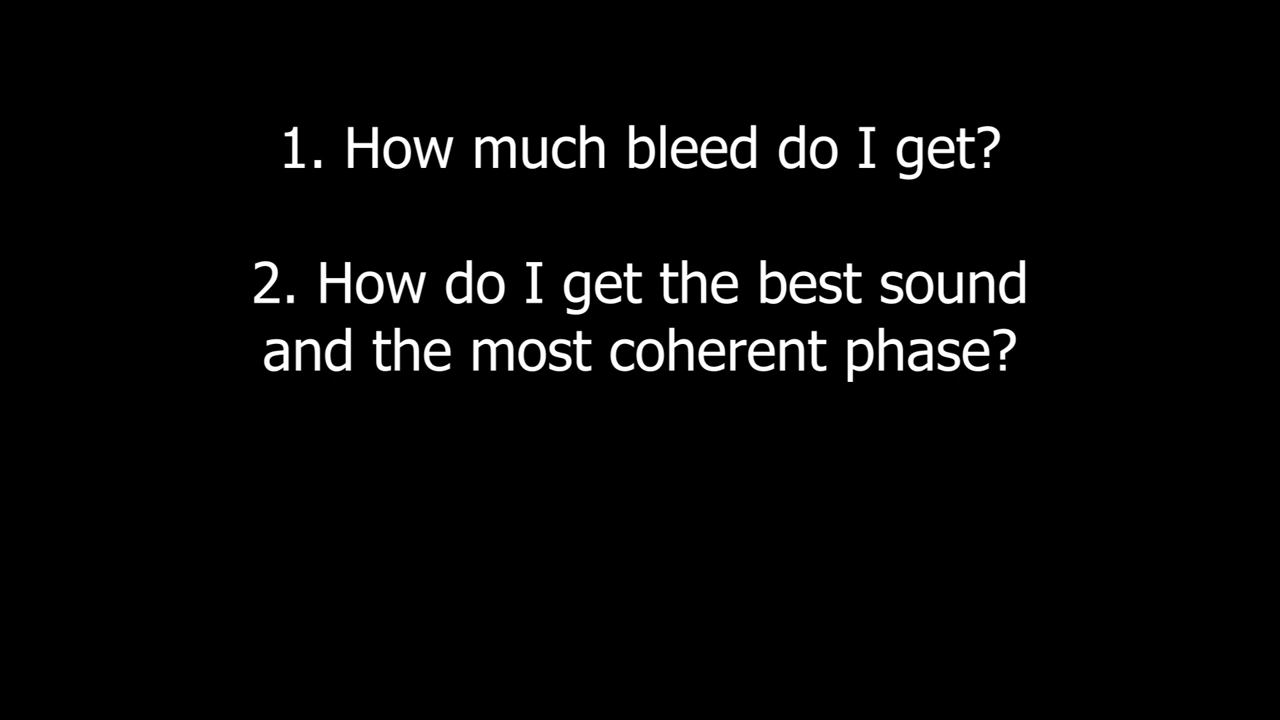 1. How much bleed do I get?
2. How do I get the best sound
and the most coherent phase?